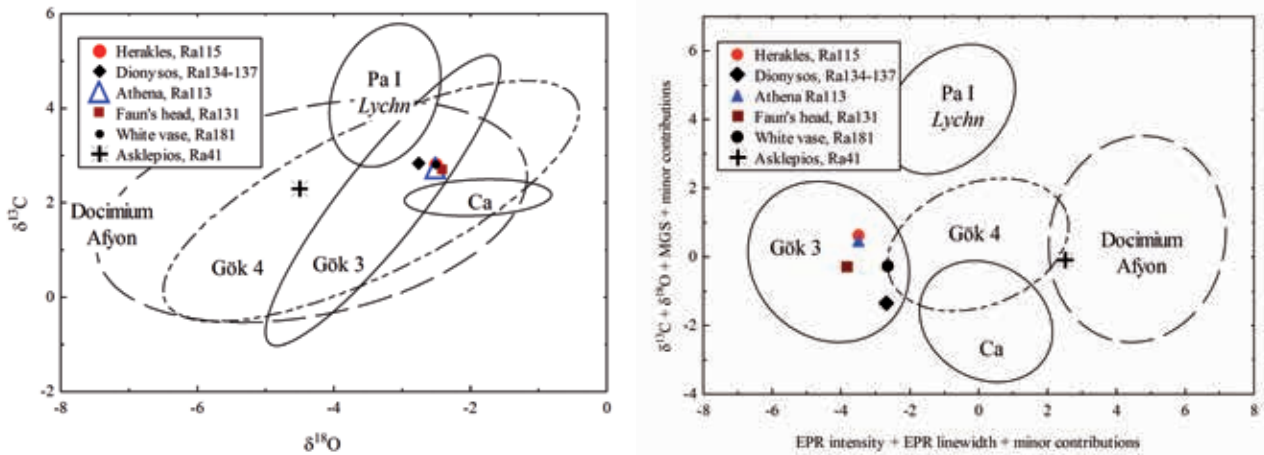 6
4
2
0
-2
-8
-6
-4
-2
0
δ¹³C
δ¹⁸O
Herakles, Ra115
Dionysos, Ra134-137
Athena, Ra113
Faun's head, Ra131
White vase, Ra181
Asklepios, Ra41
Pa I
Lychn
Docimium
Afyon
Gök 4
Gök 3
Ca
6
4
2
0
-2
-4
-8
-6
-4
-2
0
2
4
6
8
δ¹³C + δ¹⁸O + MGS + minor contributions
EPR intensity + EPR linewidth + minor contributions
Herakles, Ra115
Dionysos, Ra134-137
Athena Ra113
Faun's head, Ra131
White vase, Ra181
Asklepios, Ra41
Pa I
Lychn
Gök 3
Gök 4
Docimium
Afyon
Ca